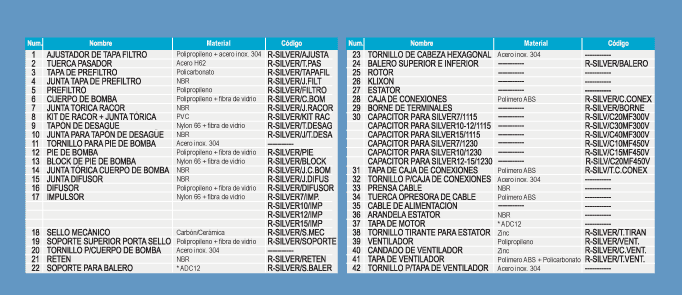 Num. Nombre Material Código
1 AJUSTADOR DE TAPA FILTRO Polipropileno + acero inox. 304 R-SILVER/AJUSTA
2 TUERCA PASADOR Acero H62 R-SILVER/T.PAS
3 TAPA DE PREFILTRO Policarbonato R-SILVER/TAPAFIL
4 JUNTA TAPA DE PREFILTRO NBR R-SILVER/J.FILT
5 PREFILTRO Polipropileno R-SILVER/FILTRO
6 CUERPO DE BOMBA Polipropileno + fibra de vidrio R-SILVER/C.BOM
7 JUNTA TORICA RACOR NBR R-SILVER/J.RACOR
8 KIT DE RACOR + JUNTA TÓRICA PVC R-SILVER/KIT RAC
9 TAPÓN DE DESAGÜE Nylon 66 + fibra de vidrio R-SILVER/T.DESAG
10 JUNTA PARA TAPÓN DE DESAGÜE NBR R-SILVER/JT.DESA
11 TORNILLO PARA PIE DE BOMBA Acero inox. 304 ----------
12 PIE DE BOMBA Polipropileno + fibra de vidrio R-SILVER/PIE
13 BLOCK DE PIE DE BOMBA Nylon 66 + fibra de vidrio R-SILVER/BLOCK
14 JUNTA TÓRICA CUERPO DE BOMBA NBR R-SILVER/J.C.BOM
15 JUNTA DIFUSOR NBR R-SILVER/J.DIFUS
16 DIFUSOR Polipropileno + fibra de vidrio R-SILVER/DIFUSOR
17 IMPULSOR Nylon 66 + fibra de vidrio R-SILVER7/IMP.
R-SILVER10/IMP
R-SILVER12/IMP
R-SILVER15/IMP
18 SELLO MECANICO Carbón/Cerámica R-SILVER/S.MEC
19 SOPORTE SUPERIOR PORTA SELLO Polipropileno + fibra de vidrio R-SILVER/SOPORTE
20 TORNILLO P/CUERPO DE BOMBA Acero inox. 304 ----------
21 RETEN NBR R-SILVER/RETEN
22 SOPORTE PARA BALERO *ADC12 R-SILVER/S.BALER
Num. Nombre Material Código
23 TORNILLO DE CABEZA HEXAGONAL Acero inox. 304 ----------
24 BALERO SUPERIOR E INFERIOR ---------- R-SILVER/BALERO
25 ROTOR ---------- ----------
26 KLIXON ---------- ----------
27 ESTATOR ---------- ----------
28 CAJA DE CONEXIONES Polimero ABS R-SILVER/C.CONEX
29 BORNE DE TERMINALES ---------- R-SILVER/BORNE
30 CAPACITOR PARA SILVER7/1115 ---------- R-SILV/C20MF300V
CAPACITOR PARA SILVER10-12/1115 ---------- R-SILV/C30MF300V
CAPACITOR PARA SILVER15/1115 ---------- R-SILV/C40MF300V
CAPACITOR PARA SILVER7/1230 ---------- R-SILV/C10MF450V
CAPACITOR PARA SILVER10/1230 ---------- R-SILV/C15MF450V
CAPACITOR PARA SILVER12-15/1230 ---------- R-SILV/C20MF450V
31 TAPA DE CAJA DE CONEXIONES Polimero ABS R-SILV/T.C.CONEX
32 TORNILLO P/CAJA DE CONEXIONES Acero inox. 304 ----------
33 PRENSA CABLE NBR ----------
34 TUERCA OPRESORA DE CABLE Polimero ABS ----------
35 CABLE DE ALIMENTACION ---------- ----------
36 ARANDELA ESTATOR NBR ----------
37 TAPA DE MOTOR *ADC12 ----------
38 TORNILLO TIRANTE PARA ESTATOR Zinc R-SILVER/T.TIRAN
39 VENTILADOR Polipropileno R-SILVER/VENT.
40 CANDADO DE VENTILADOR Zinc R-SILVER/C.VENT.
41 TAPA DE VENTILADOR Polimero ABS + Policarbonato R-SILVER/T.VENT.
42 TORNILLO P/TAPA DE VENTILADOR Acero inox. 304 ----------